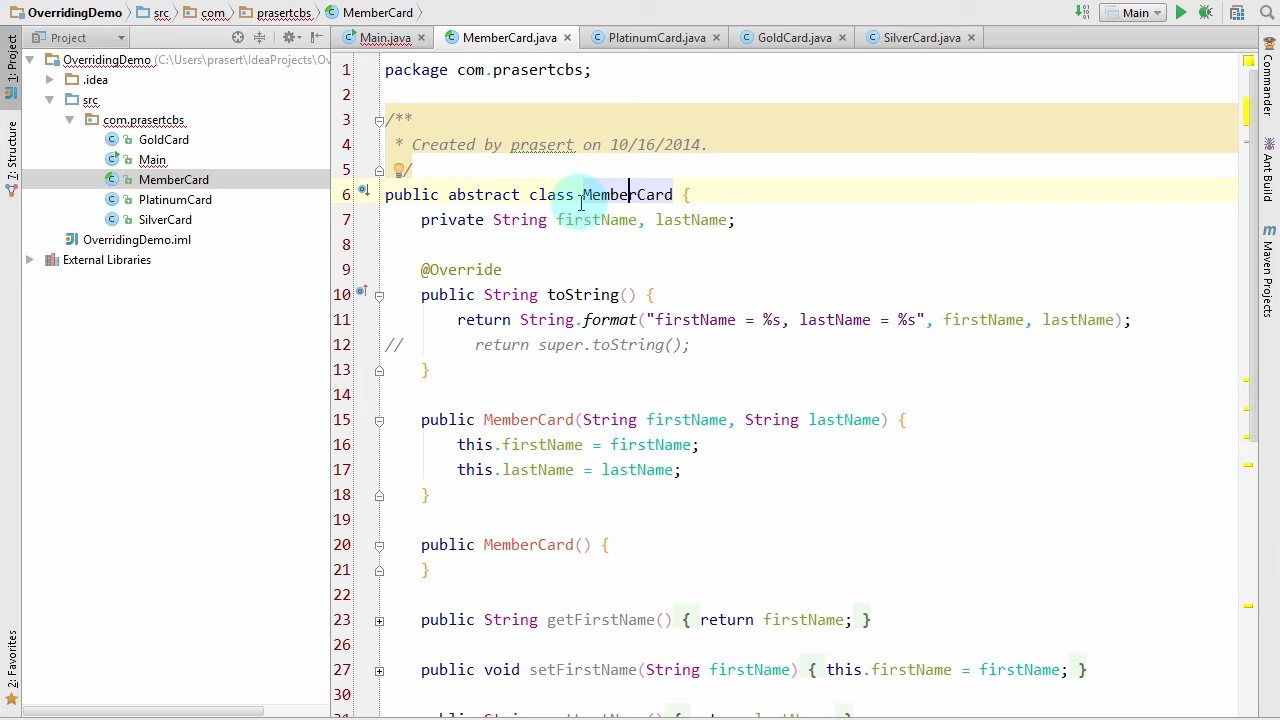 OverridingDemo src com prasertcbs MemberCard Main
1: Project
Project
Main.java MemberCard.java PlatinumCard.java GoldCard.java SilverCard.java
OverridingDemo (C:\Users\prasert\IdeaProjects\Ov
.idea
src
com.prasertcbs
GoldCard
Main
MemberCard
PlatinumCard
SilverCard
OverridingDemo.iml
External Libraries
7: Structure
2: Favorites
1 package com.prasertcbs;
2
3 /**
4 * Created by prasert on 10/16/2014.
5 */
6 public abstract class MemberCard {
7 private String firstName, lastName;
8
9 @Override
10 public String toString() {
11 return String.format("firstName = %s, lastName = %s", firstName, lastName);
12 // return super.toString();
13 }
14
15 public MemberCard(String firstName, String lastName) {
16 this.firstName = firstName;
17 this.lastName = lastName;
18 }
19
20 public MemberCard() {
21 }
22
23 public String getFirstName() { return firstName; }
26
27 public void setFirstName(String firstName) { this.firstName = firstName; }
30
Commander
Ant Build
Maven Projects